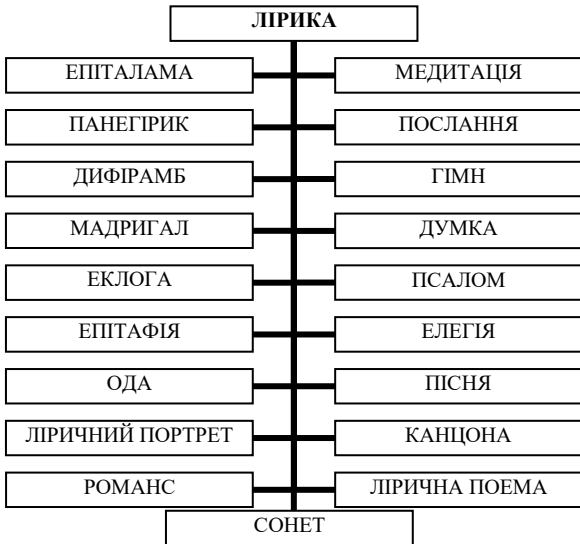 ЛІРИКА
ЕПІТАЛАМА
МЕДИТАЦІЯ
ПАНЕГІРИК
ПОСЛАННЯ
ДИФІРАМБ
ГІМН
МАДРИГАЛ
ДУМКА
ЕКЛОГА
ПСАЛОМ
ЕПІТАФІЯ
ЕЛЕГІЯ
ОДА
ПІСНЯ
ЛІРИЧНИЙ ПОРТРЕТ
КАНЦОНА
РОМАНС
ЛІРИЧНА ПОЕМА
СОНЕТ